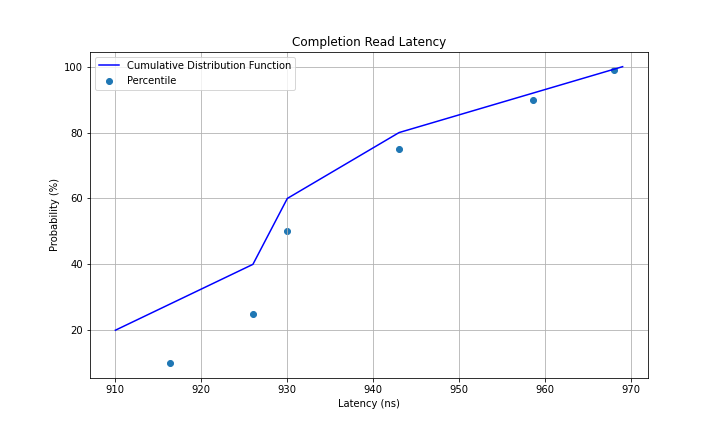 Completion Read Latency
Cumulative Distribution Function
Percentile
Probability (%)
100
80
60
40
20
910 920 930 940 950 960 970
Latency (ns)